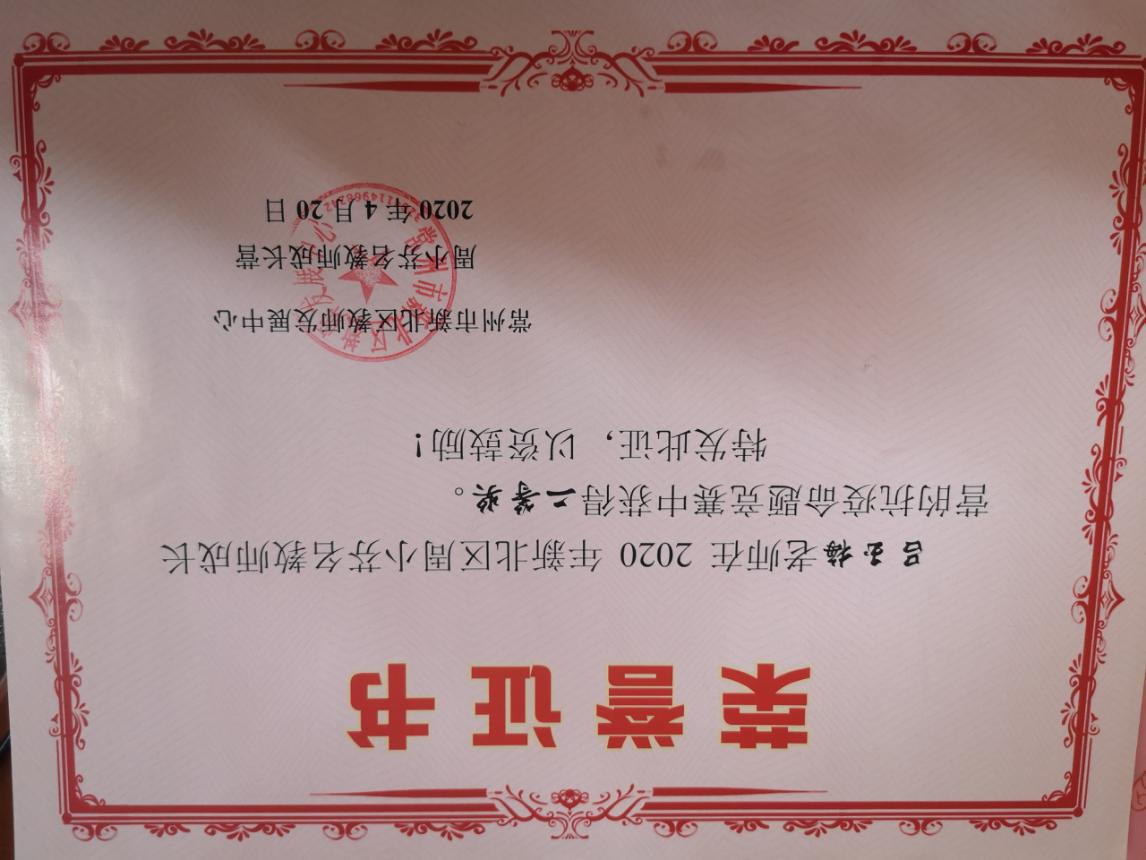 荣誉证书
吕玉梅老师在 2020 年新北区周小芬名教师成长
营的抗疫命题竞赛中获得二等奖。
特发此证，以资鼓励！
常州市新北区教师发展中心
周小芬名教师成长营
2020 年 4 月 20 日